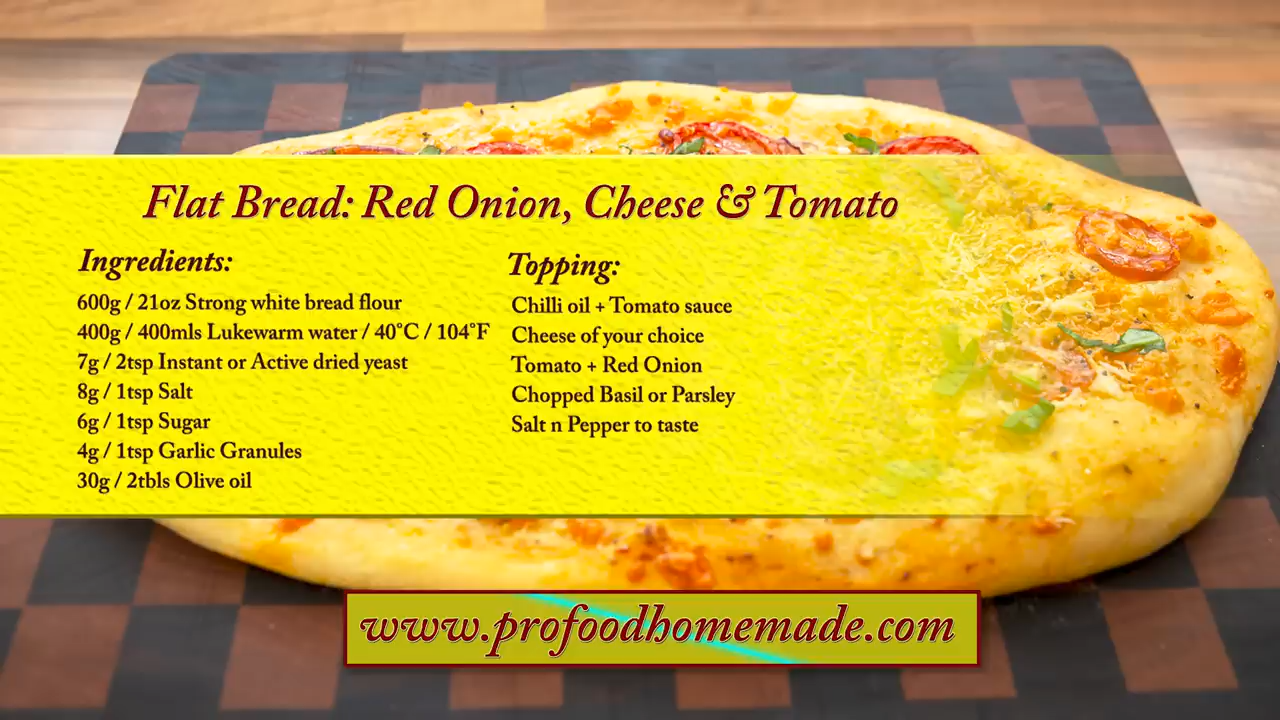 Flat Bread: Red Onion, Cheese & Tomato
Ingredients:
600g / 21oz Strong white bread flour
400g / 400mls Lukewarm water / 40°C / 104°F
7g / 2tsp Instant or Active dried yeast
8g / 1tsp Salt
6g / 1tsp Sugar
4g / 1tsp Garlic Granules
30g / 2tbls Olive oil
Topping:
Chilli oil + Tomato sauce
Cheese of your choice
Tomato + Red Onion
Chopped Basil or Parsley
Salt n Pepper to taste
www.profoodhomemade.com